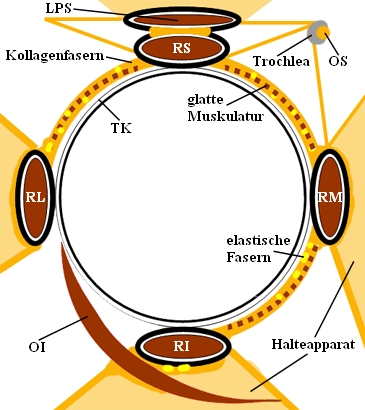 LPS
RS
Kollagenfasern
Trochlea
OS
glatte
Muskulatur
TK
RL
RM
elastische
Fasern
OI
RI
Halteapparat